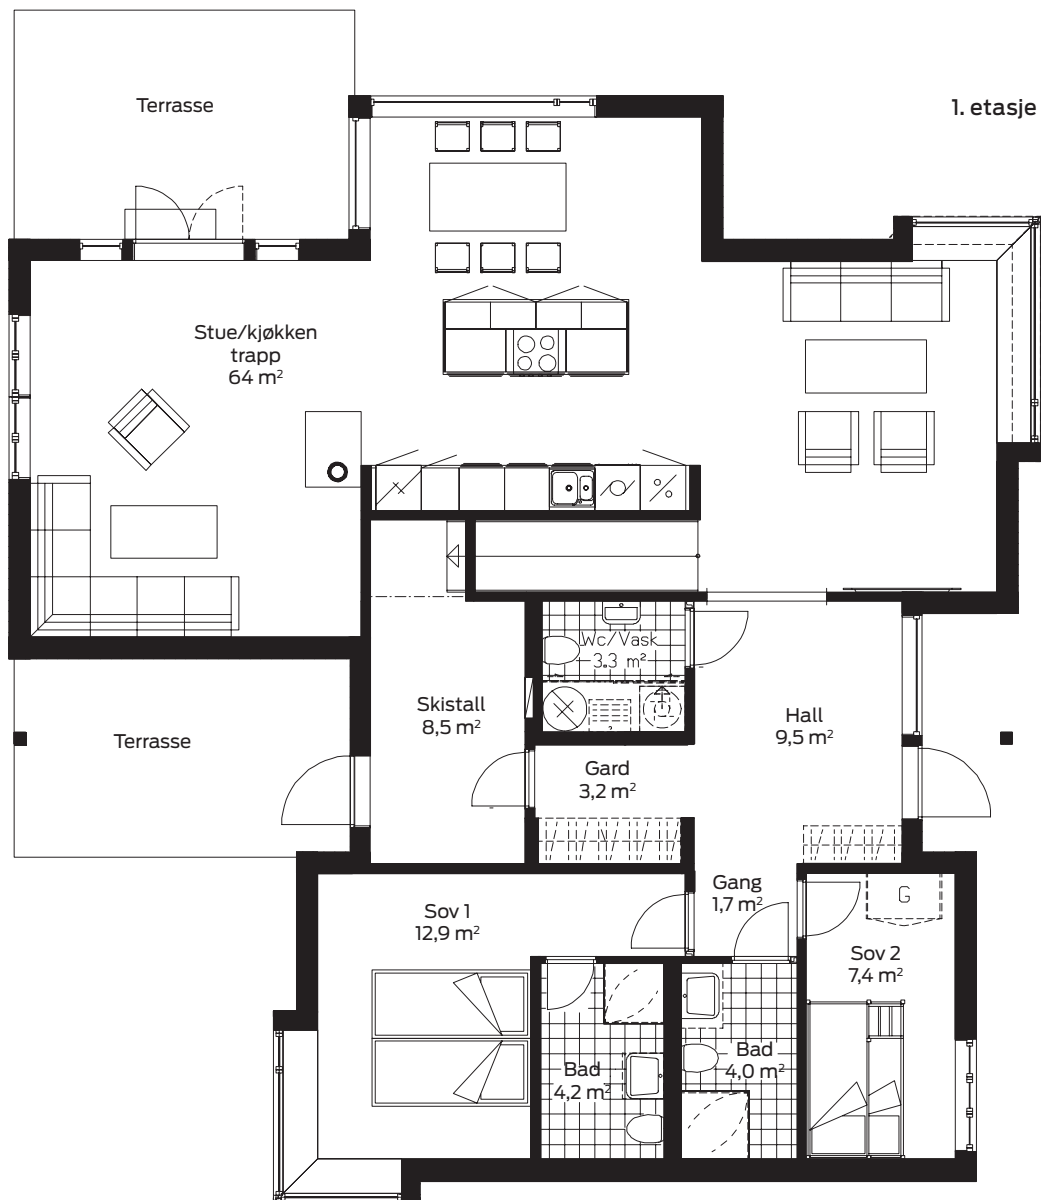 Terrasse
1. etasje
Stue/kjøkken
trapp
64 m²
Wc/Vask
3.3 m²
Skistall
8,5 m²
Hall
9,5 m²
Terrasse
Gard
3,2 m²
Gang
1,7 m²
G
Sov 1
12,9 m²
Sov 2
7,4 m²
Bad
4,2 m²
Bad
4,0 m²